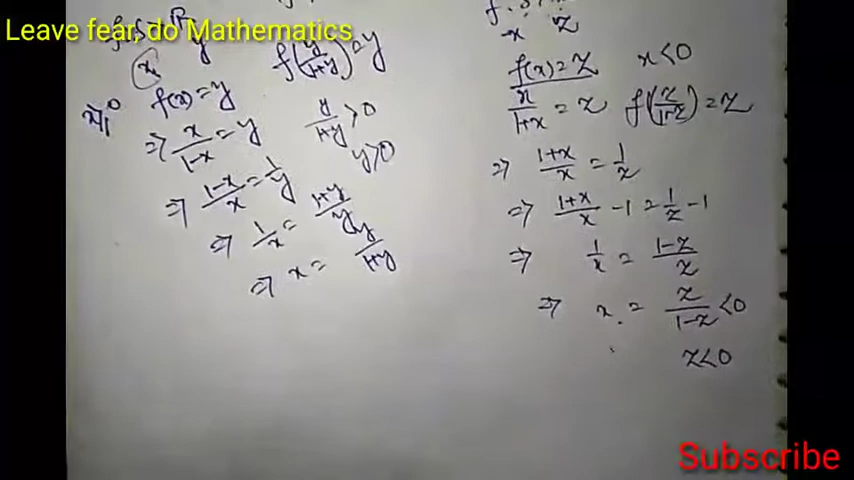 Leave fear, do Mathematics
f(x) = y
f(y/(1+y)) = y
⇒ x/(1-x) = y
y/(1+y) > 0
y > 0
⇒ (1-x)/x = 1/y
⇒ 1/x = (1+y)/y
⇒ x = y/(1+y)
-x z
f(x) = z x < 0
x/(1+x) = z f(z/(1-z)) = z
⇒ (1+x)/x = 1/z
⇒ (1+x)/x - 1 = 1/z - 1
⇒ 1/x = (1-z)/z
⇒ x = z/(1-z) < 0
z < 0
Subscribe